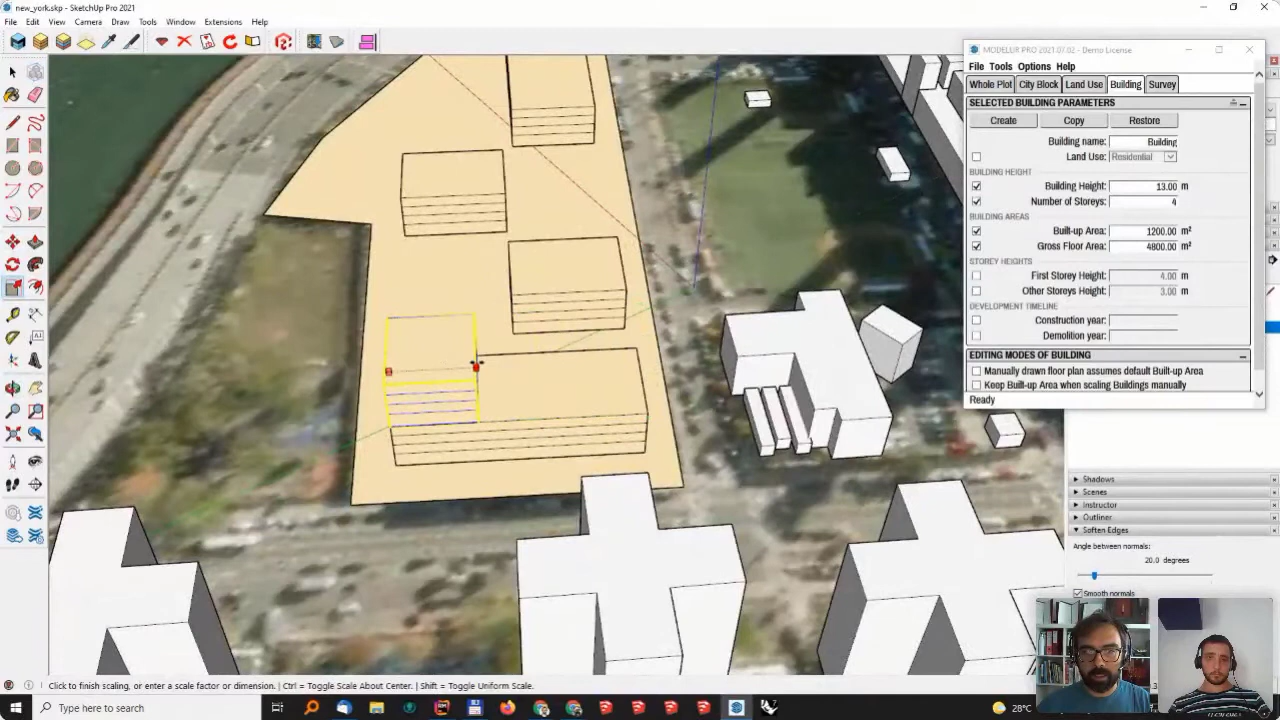 new_york.skp - SketchUp Pro 2021
File Edit View Camera Draw Tools Window Extensions Help
MODELUR PRO 2021.07.02 - Demo License
File Tools Options Help
Whole Plot City Block Land Use Building Survey
SELECTED BUILDING PARAMETERS
Create Copy Restore
Building name: Building
Land Use: Residential
BUILDING HEIGHT
Building Height: 13.00 m
Number of Storeys: 4
BUILDING AREAS
Built-up Area: 1200.00 m²
Gross Floor Area: 4800.00 m²
STOREY HEIGHTS
First Storey Height: 4.00 m
Other Storeys Height: 3.00 m
DEVELOPMENT TIMELINE
Construction year:
Demolition year:
EDITING MODES OF BUILDING
Manually drawn floor plan assumes default Built-up Area
Keep Built-up Area when scaling Buildings manually
Ready
Shadows
Scenes
Instructor
Outliner
Soften Edges
Angle between normals:
20.0 degrees
Smooth normals
Click to finish scaling, or enter a scale factor or dimension. | Ctrl = Toggle Scale About Center. | Shift = Toggle Uniform Scale.
Type here to search
28°C